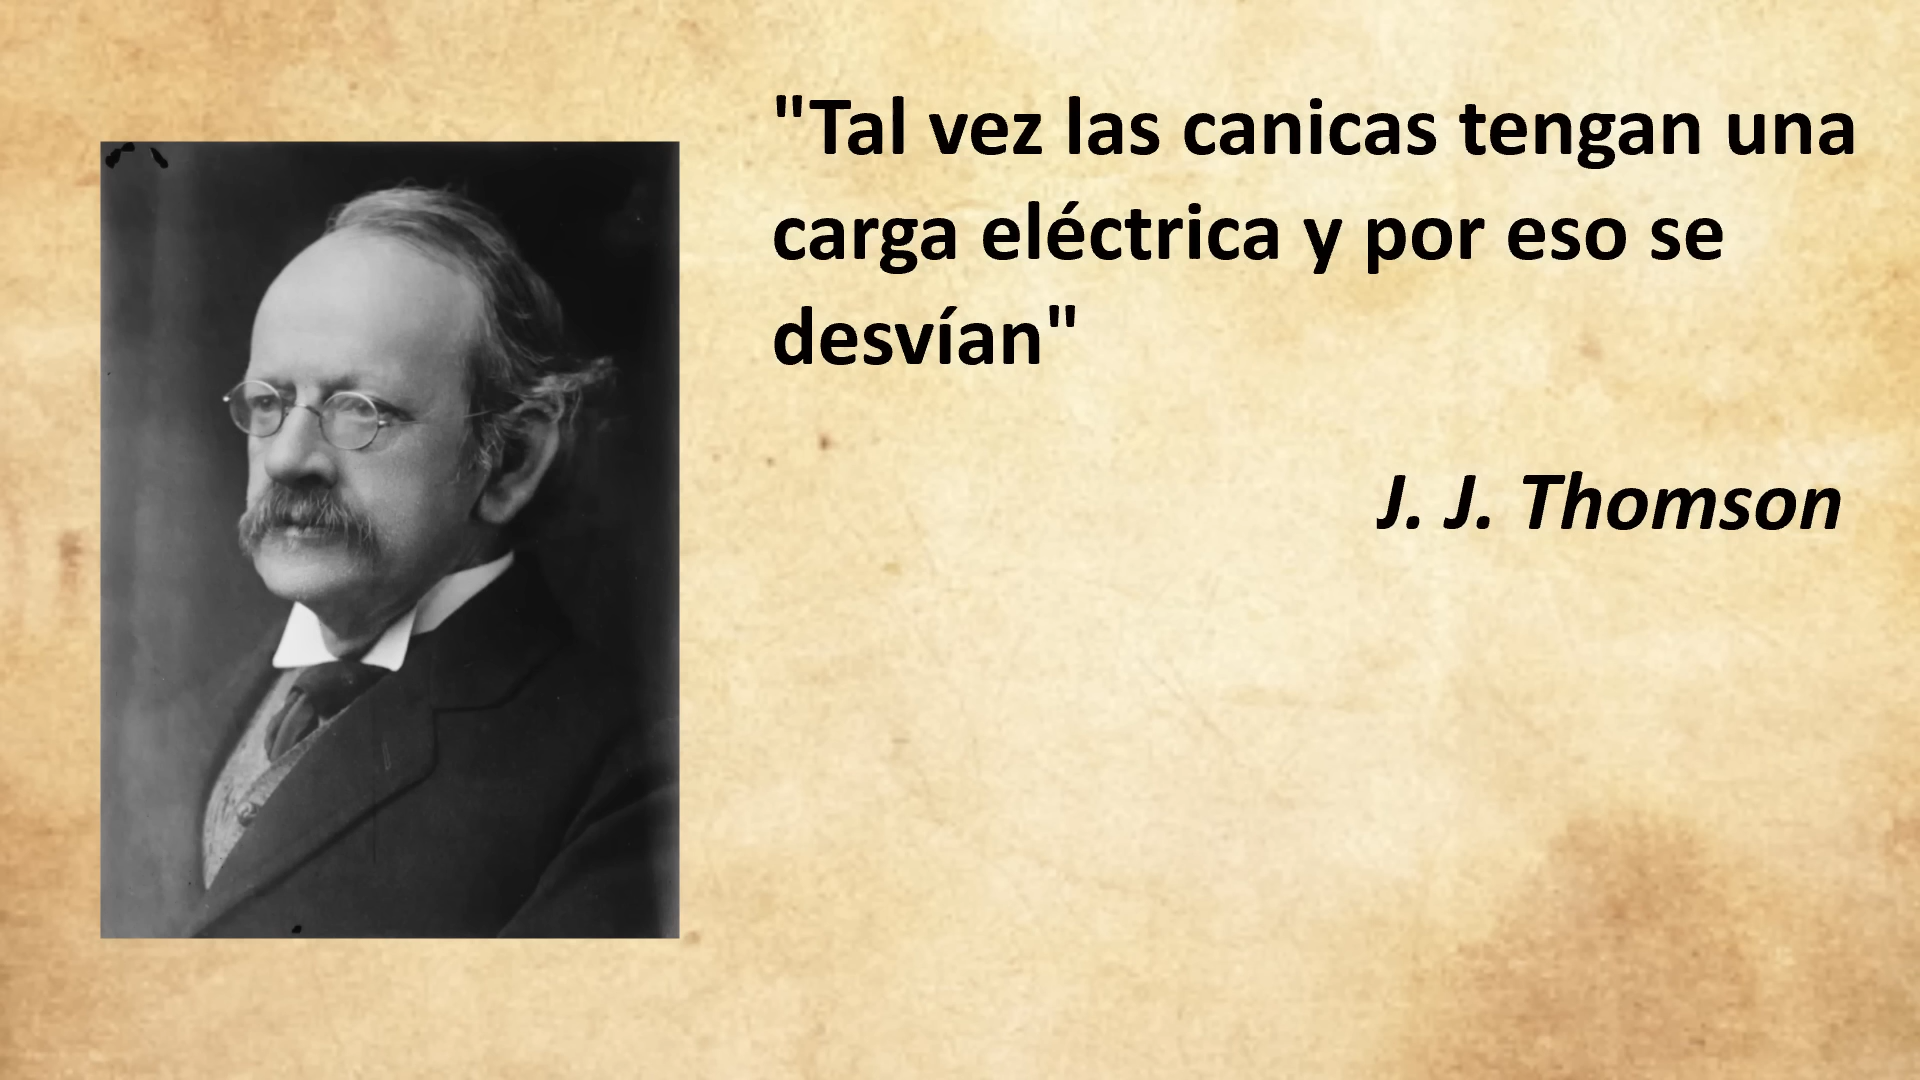 "Tal vez las canicas tengan una
carga eléctrica y por eso se
desvían"
J. J. Thomson